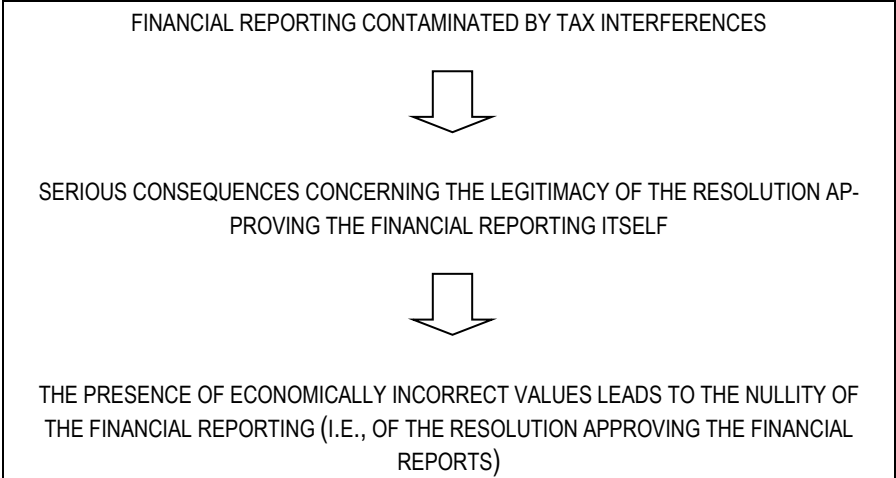 FINANCIAL REPORTING CONTAMINATED BY TAX INTERFERENCES
SERIOUS CONSEQUENCES CONCERNING THE LEGITIMACY OF THE RESOLUTION AP-
PROVING THE FINANCIAL REPORTING ITSELF
THE PRESENCE OF ECONOMICALLY INCORRECT VALUES LEADS TO THE NULLITY OF
THE FINANCIAL REPORTING (I.E., OF THE RESOLUTION APPROVING THE FINANCIAL
REPORTS)